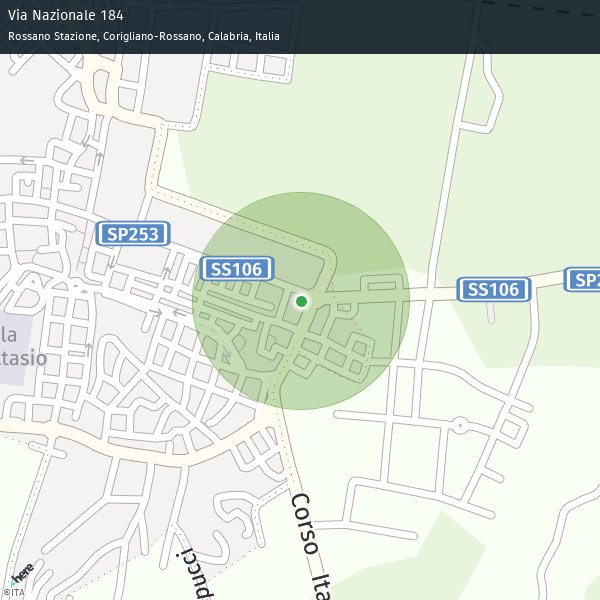 Via Nazionale 184
Rossano Stazione, Corigliano-Rossano, Calabria, Italia
SP253
SS106
SS106
SP2
la
tasio
Corso Ita
pucci
here
©ITA